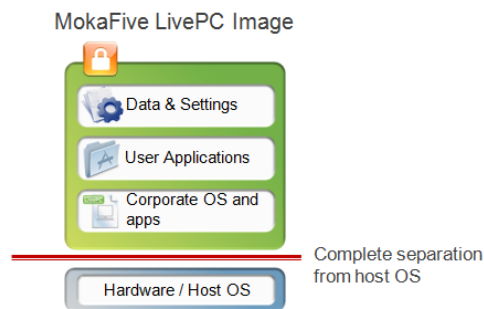 MokaFive LivePC Image
Data & Settings
User Applications
Corporate OS and
apps
Complete separation
from host OS
Hardware / Host OS